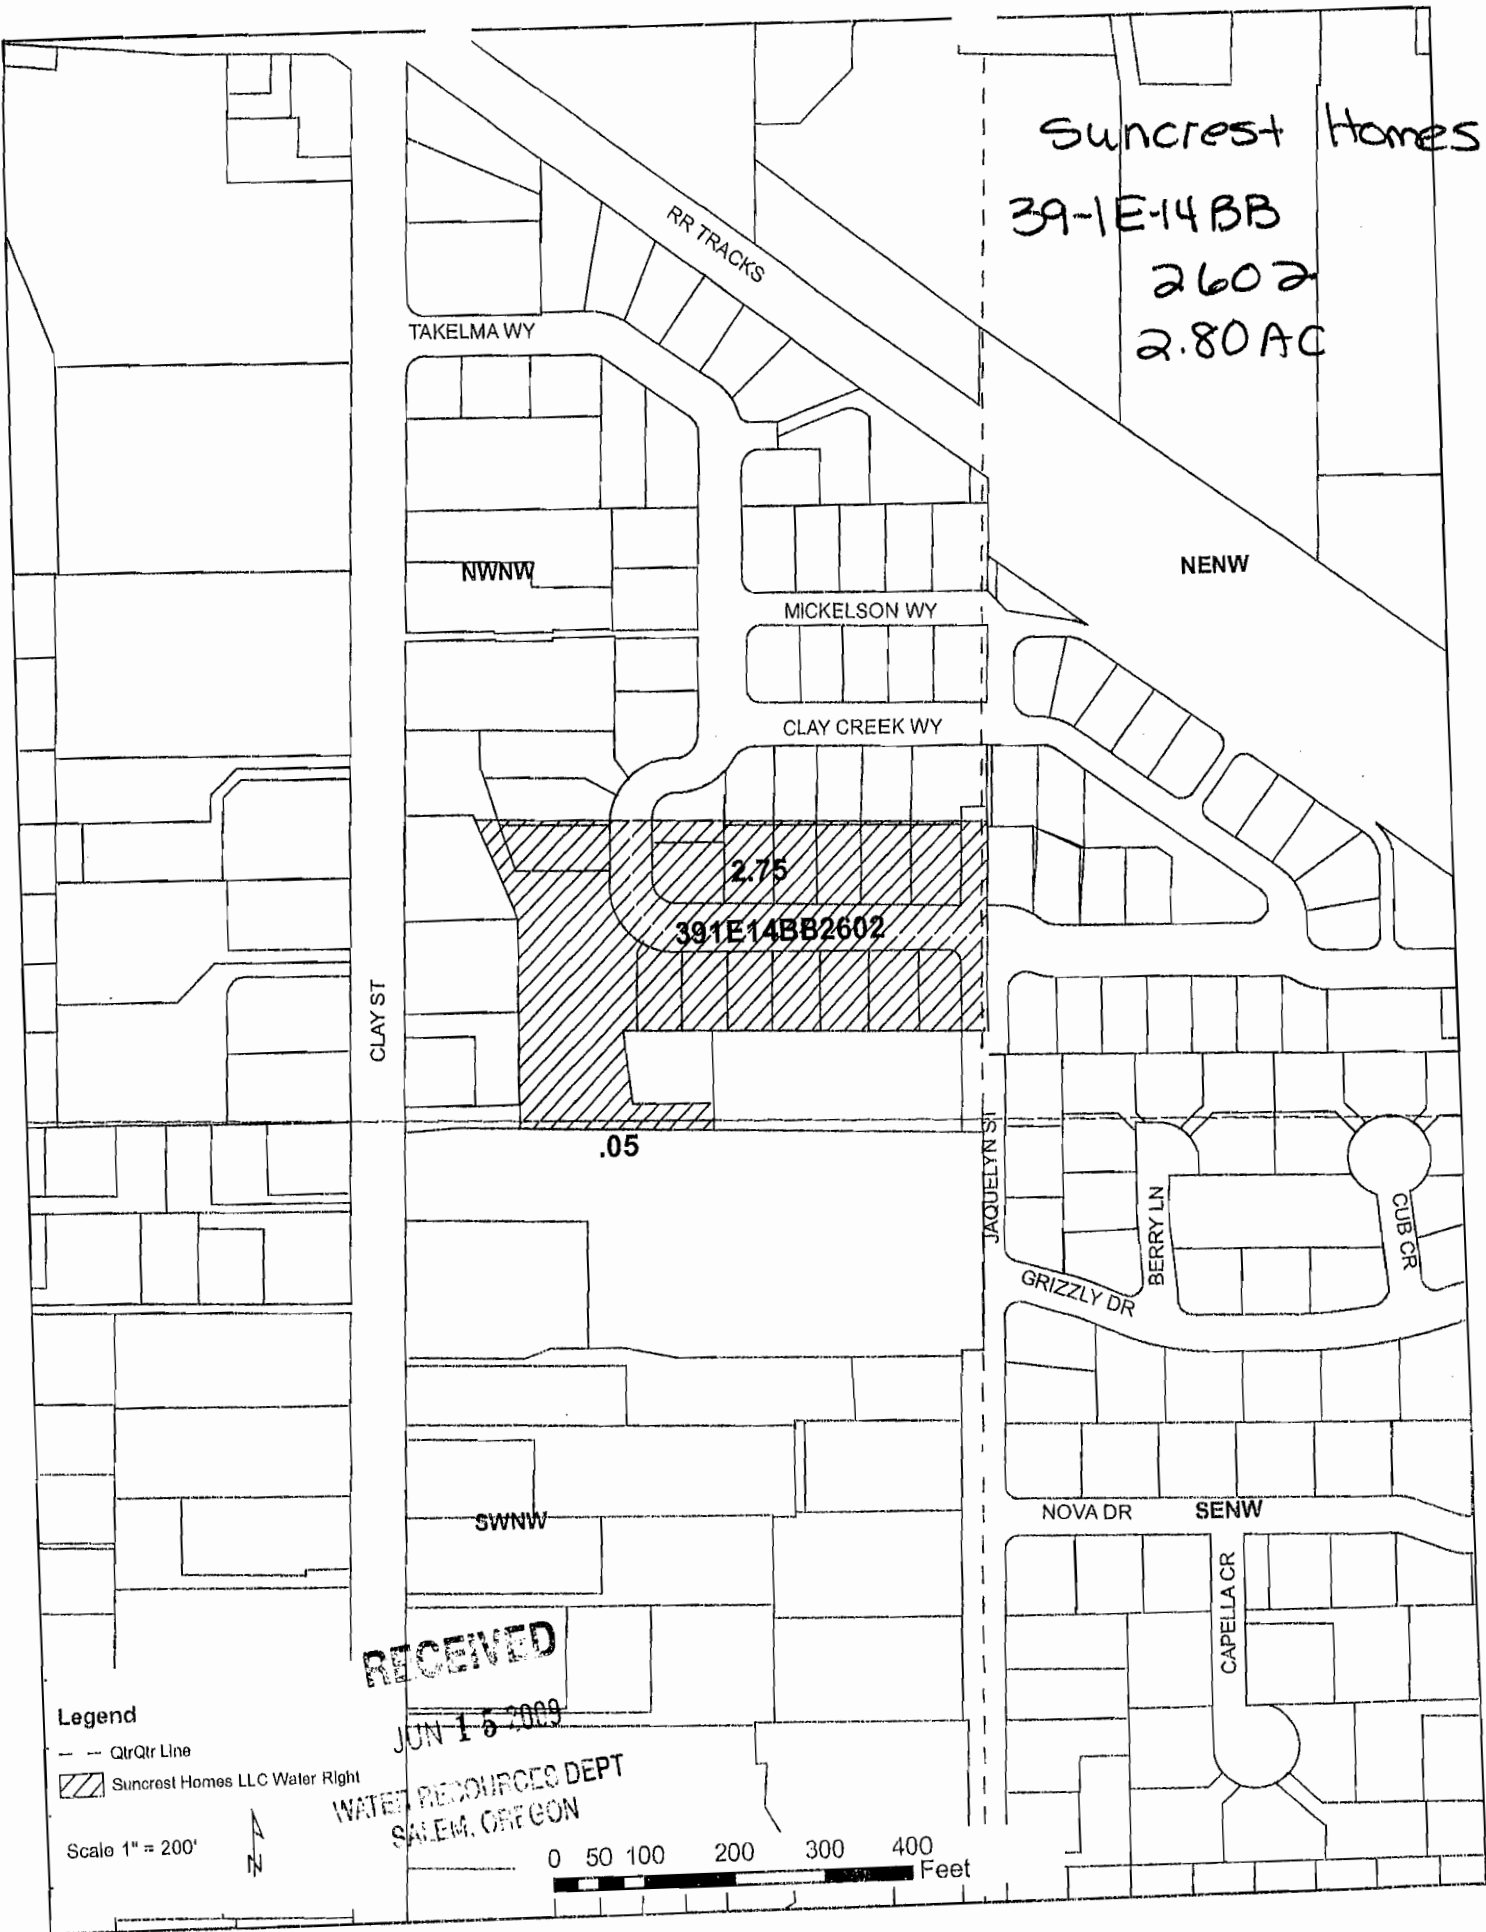 Suncrest Homes
39-1E-14BB
2602
2.80 AC
RR TRACKS
TAKELMA WY
NWNW
NENW
MICKELSON WY
CLAY CREEK WY
2.75
391E14BB2602
CLAY ST
.05
JAQUELYN ST
BERRY LN
CUB CR
GRIZZLY DR
SWNW
NOVA DR
SENW
CAPELLA CR
RECEIVED
JUN 15 2009
WATER RESOURCES DEPT
SALEM, OREGON
Legend
QtrQtr Line
Suncrest Homes LLC Water Right
Scale 1" = 200'
N
0 50 100 200 300 400
Feet